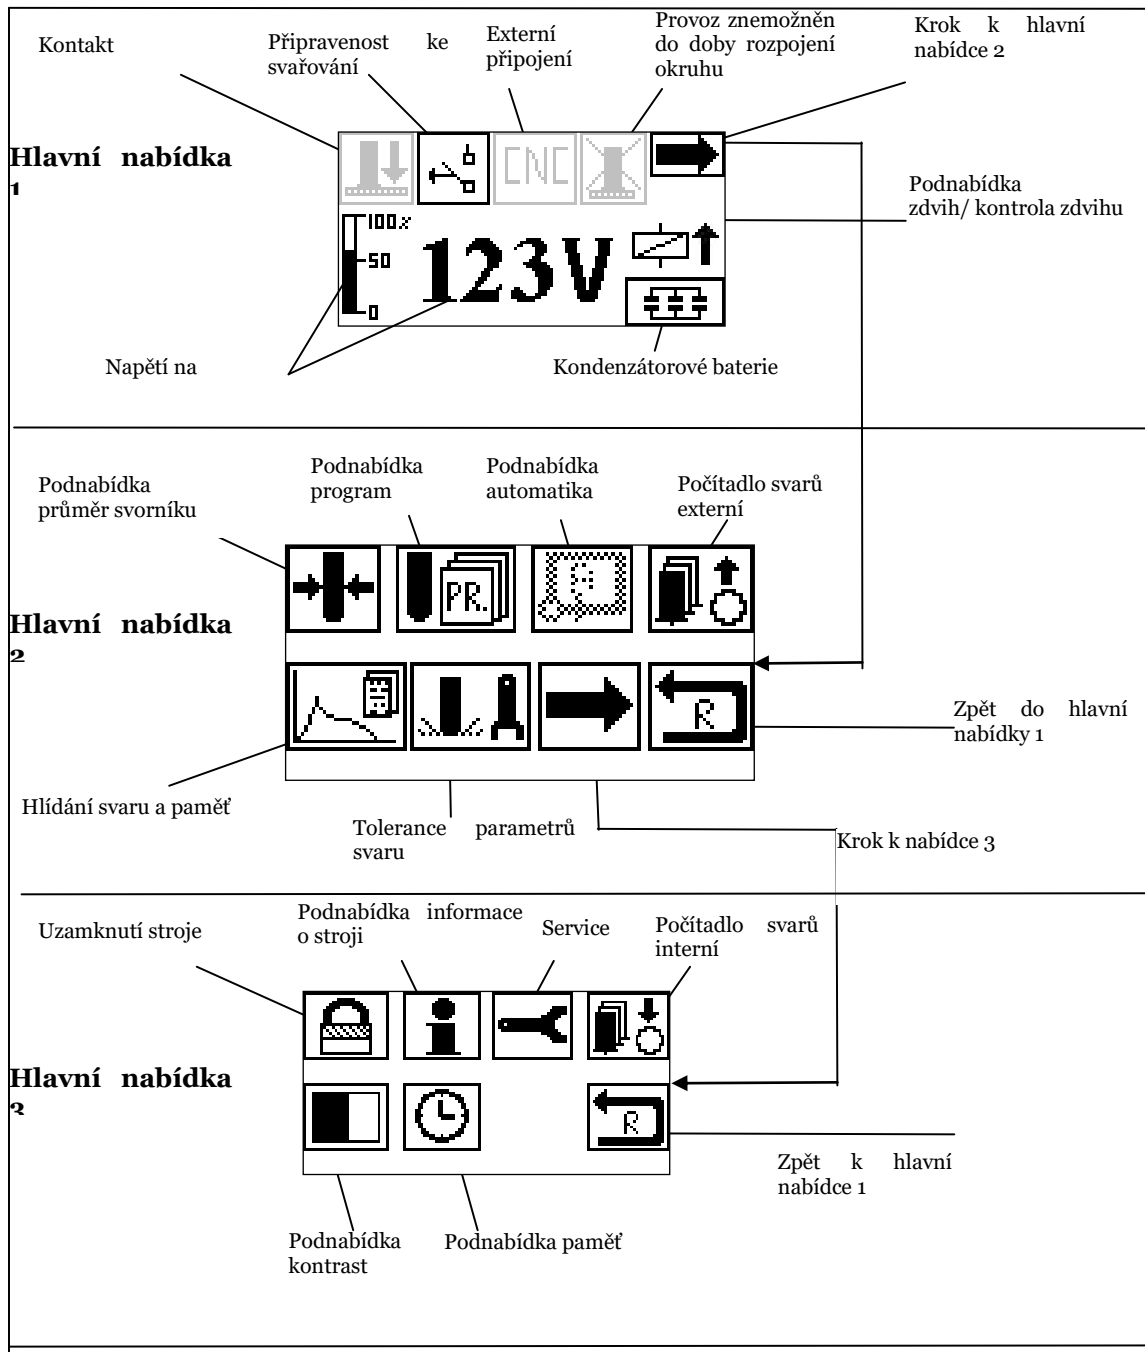 Kontakt
Připravenost ke
svařování
Externí
připojení
Provoz znemožněn
do doby rozpojení
okruhu
Krok k hlavní
nabídce 2
Hlavní nabídka
1
CNC
100%
50
0
123V
Podnabídka
zdvih/ kontrola zdvihu
Napětí na
Kondenzátorové baterie
Podnabídka
průměr svorníku
Podnabídka
program
Podnabídka
automatika
Počítadlo svarů
externí
PR.
Hlavní nabídka
2
R
Zpět do hlavní
nabídky 1
Hlídání svaru a paměť
Tolerance parametrů
svaru
Krok k nabídce 3
Uzamknutí stroje
Podnabídka informace
o stroji
Service
Počítadlo svarů
interní
Hlavní nabídka
3
R
Zpět k hlavní
nabídce 1
Podnabídka
kontrast
Podnabídka paměť